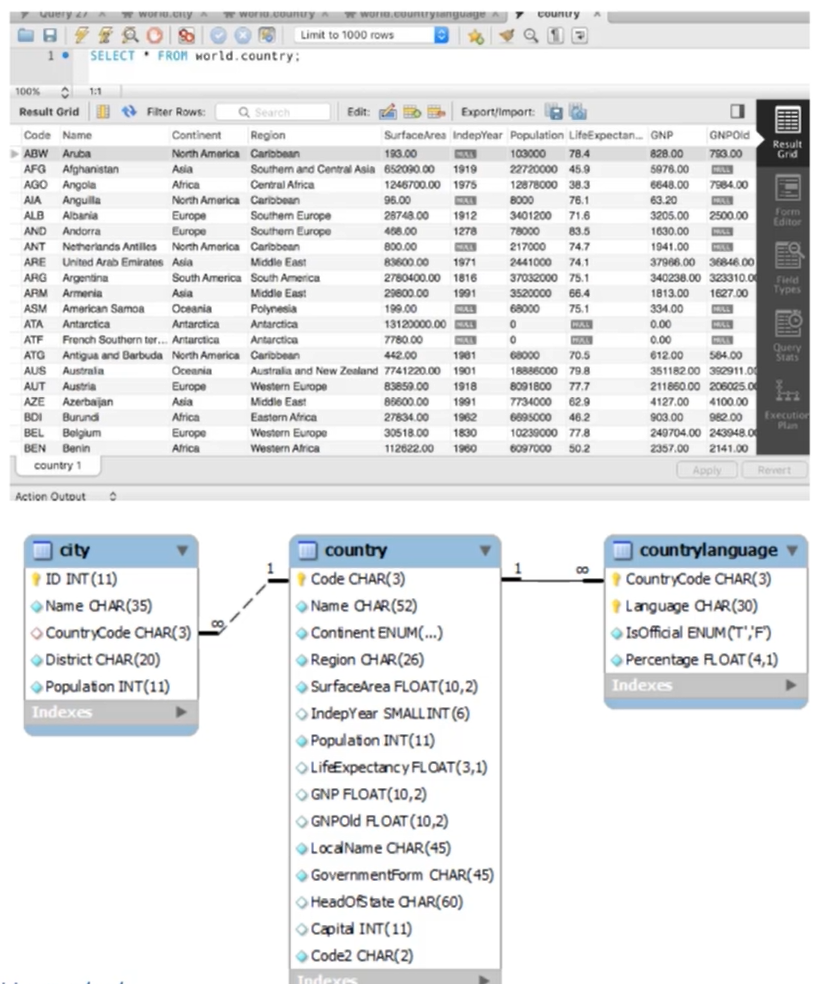 Query 27 world.city world.country world.countrylanguage country
Limit to 1000 rows
1 SELECT * FROM world.country;
100% 1:1
Result Grid Filter Rows: Search Edit: Export/Import:
Code Name Continent Region SurfaceArea IndepYear Population LifeExpectan... GNP GNPOld
ABW Aruba North America Caribbean 193.00 NULL 103000 78.4 828.00 793.00
AFG Afghanistan Asia Southern and Central Asia 652090.00 1919 22720000 45.9 5976.00 NULL
AGO Angola Africa Central Africa 1246700.00 1975 12878000 38.3 6648.00 7984.00
AIA Anguilla North America Caribbean 96.00 NULL 8000 76.1 63.20 NULL
ALB Albania Europe Southern Europe 28748.00 1912 3401200 71.6 3205.00 2500.00
AND Andorra Europe Southern Europe 468.00 1278 78000 83.5 1630.00 NULL
ANT Netherlands Antilles North America Caribbean 800.00 NULL 217000 74.7 1941.00 NULL
ARE United Arab Emirates Asia Middle East 83600.00 1971 2441000 74.1 37966.00 36846.00
ARG Argentina South America South America 2780400.00 1816 37032000 75.1 340238.00 323310.00
ARM Armenia Asia Middle East 29800.00 1991 3520000 66.4 1813.00 1627.00
ASM American Samoa Oceania Polynesia 199.00 NULL 68000 75.1 334.00 NULL
ATA Antarctica Antarctica Antarctica 13120000.00 NULL 0 NULL 0.00 NULL
ATF French Southern ter... Antarctica Antarctica 7780.00 NULL 0 NULL 0.00 NULL
ATG Antigua and Barbuda North America Caribbean 442.00 1981 68000 70.5 612.00 584.00
AUS Australia Oceania Australia and New Zealand 7741220.00 1901 18886000 79.8 351182.00 392911.00
AUT Austria Europe Western Europe 83859.00 1918 8091800 77.7 211860.00 206025.00
AZE Azerbaijan Asia Middle East 86600.00 1991 7734000 62.9 4127.00 4100.00
BDI Burundi Africa Eastern Africa 27834.00 1962 6695000 46.2 903.00 982.00
BEL Belgium Europe Western Europe 30518.00 1830 10239000 77.8 249704.00 243948.00
BEN Benin Africa Western Africa 112622.00 1960 6097000 50.2 2357.00 2141.00
Result
Grid
Form
Editor
Field
Types
Query
Stats
Execution
Plan
country 1
Apply Revert
Action Output
city
ID INT(11)
Name CHAR(35)
CountryCode CHAR(3)
District CHAR(20)
Population INT(11)
Indexes
∞
1
country
Code CHAR(3)
Name CHAR(52)
Continent ENUM(...)
Region CHAR(26)
SurfaceArea FLOAT(10,2)
IndepYear SMALLINT(6)
Population INT(11)
LifeExpectancy FLOAT(3,1)
GNP FLOAT(10,2)
GNPOld FLOAT(10,2)
LocalName CHAR(45)
GovernmentForm CHAR(45)
HeadOfState CHAR(60)
Capital INT(11)
Code2 CHAR(2)
Indexes
1
∞
countrylanguage
CountryCode CHAR(3)
Language CHAR(30)
IsOfficial ENUM('T','F')
Percentage FLOAT(4,1)
Indexes